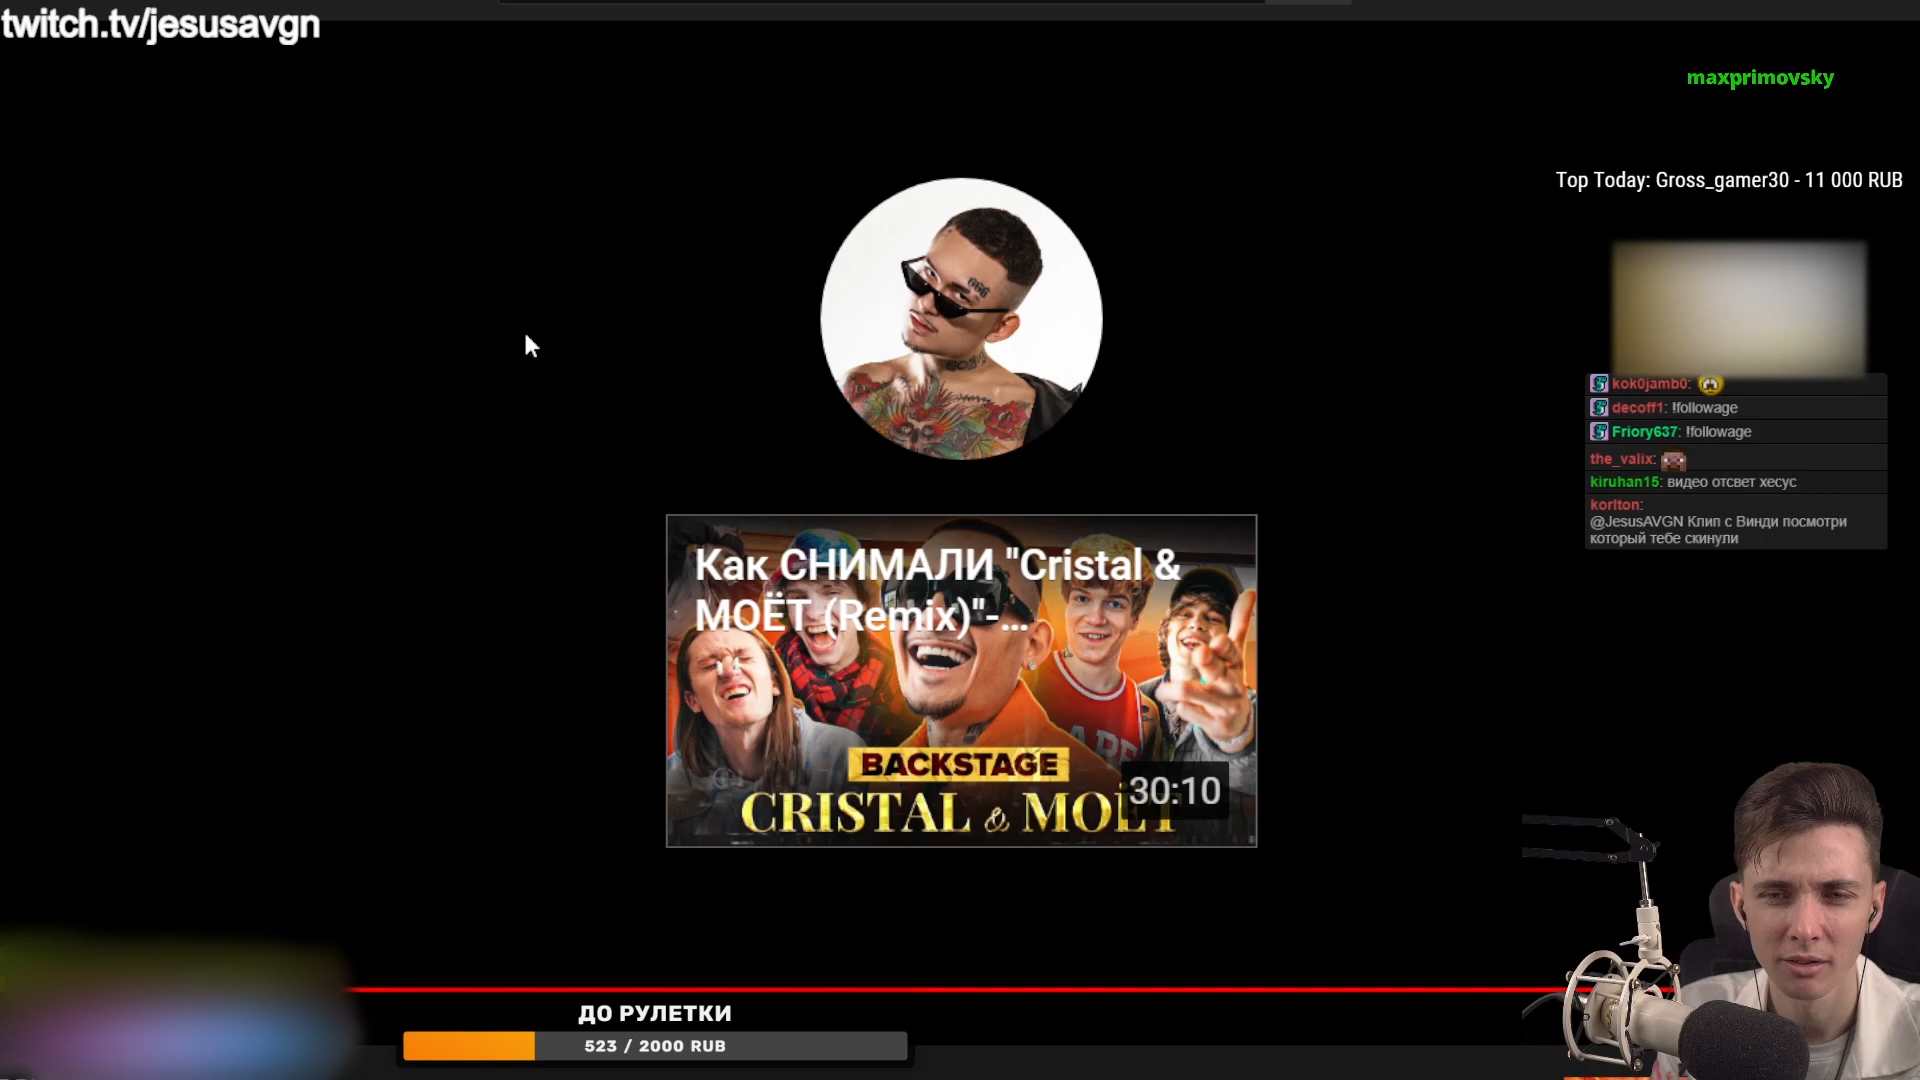 twitch.tv/jesusavgn
maxprimovsky
Top Today: Gross_gamer30 - 11 000 RUB
kok0jamb0:
decoff1: !followage
Friory637: !followage
the_valix:
kiruhan15: видео отсвет хесус
korlton:
@JesusAVGN Клип с Винди посмотри
который тебе скинули
666
Как СНИМАЛИ "Cristal &
МОЁТ (Remix)"-...
BACKSTAGE
30:10
CRISTAL & MOËT
ДО РУЛЕТКИ
523 / 2000 RUB